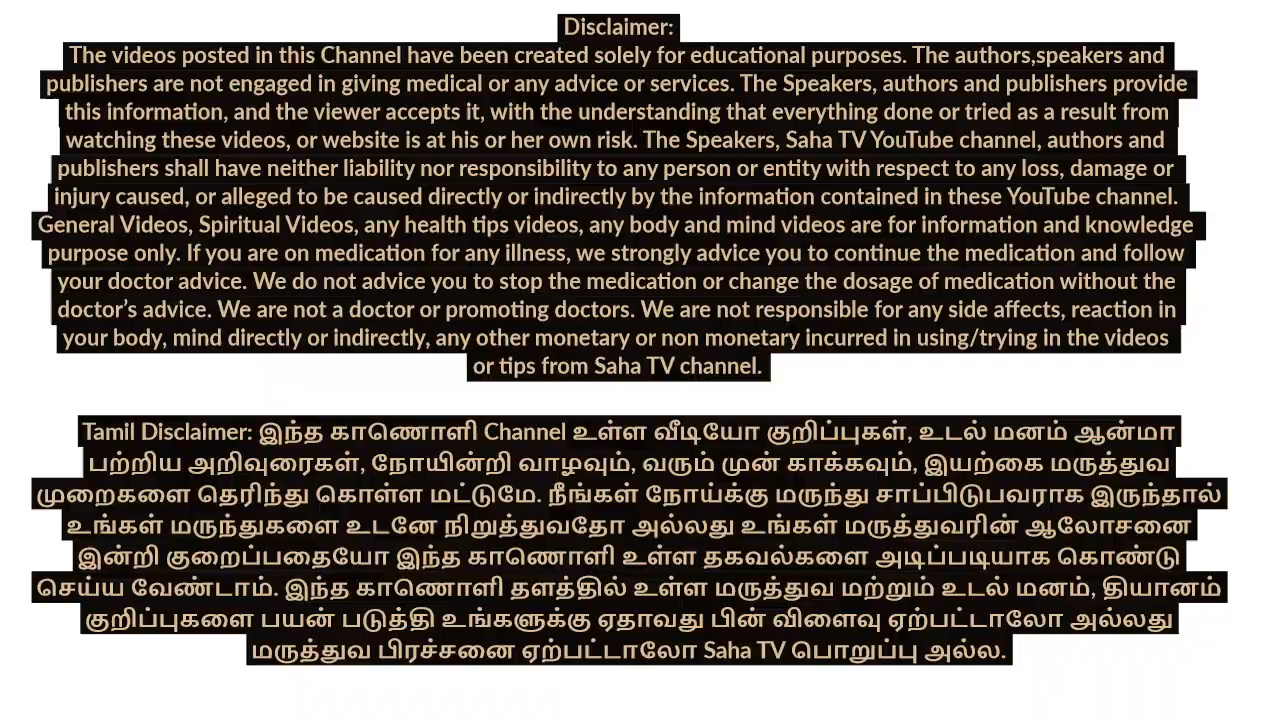 Disclaimer:
The videos posted in this Channel have been created solely for educational purposes. The authors,speakers and
publishers are not engaged in giving medical or any advice or services. The Speakers, authors and publishers provide
this information, and the viewer accepts it, with the understanding that everything done or tried as a result from
watching these videos, or website is at his or her own risk. The Speakers, Saha TV YouTube channel, authors and
publishers shall have neither liability nor responsibility to any person or entity with respect to any loss, damage or
injury caused, or alleged to be caused directly or indirectly by the information contained in these YouTube channel.
General Videos, Spiritual Videos, any health tips videos, any body and mind videos are for information and knowledge
purpose only. If you are on medication for any illness, we strongly advice you to continue the medication and follow
your doctor advice. We do not advice you to stop the medication or change the dosage of medication without the
doctor’s advice. We are not a doctor or promoting doctors. We are not responsible for any side affects, reaction in
your body, mind directly or indirectly, any other monetary or non monetary incurred in using/trying in the videos
or tips from Saha TV channel.
Tamil Disclaimer: இந்த காணொளி Channel உள்ள வீடியோ குறிப்புகள், உடல் மனம் ஆன்மா
பற்றிய அறிவுரைகள், நோயின்றி வாழவும், வரும் முன் காக்கவும், இயற்கை மருத்துவ
முறைகளை தெரிந்து கொள்ள மட்டுமே. நீங்கள் நோய்க்கு மருந்து சாப்பிடுபவராக இருந்தால்
உங்கள் மருந்துகளை உடனே நிறுத்துவதோ அல்லது உங்கள் மருத்துவரின் ஆலோசனை
இன்றி குறைப்பதையோ இந்த காணொளி உள்ள தகவல்களை அடிப்படியாக கொண்டு
செய்ய வேண்டாம். இந்த காணொளி தளத்தில் உள்ள மருத்துவ மற்றும் உடல் மனம், தியானம்
குறிப்புகளை பயன் படுத்தி உங்களுக்கு ஏதாவது பின் விளைவு ஏற்பட்டாலோ அல்லது
மருத்துவ பிரச்சனை ஏற்பட்டாலோ Saha TV பொறுப்பு அல்ல.